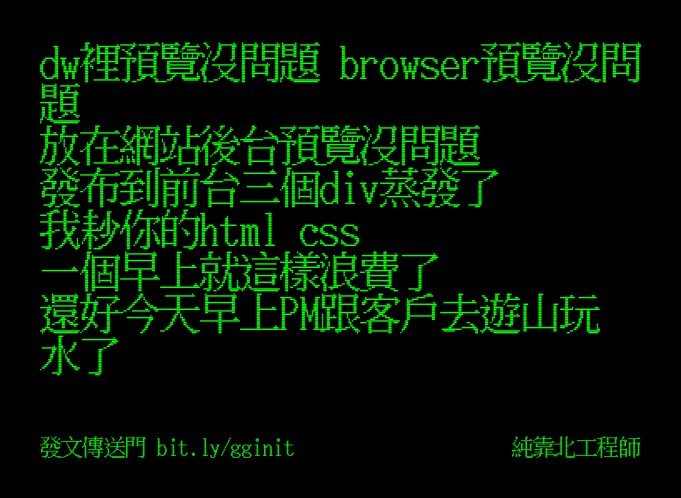 dw裡預覽沒問題 browser預覽沒問
題
放在網站後台預覽沒問題
發布到前台三個div蒸發了
我耖你的html css
一個早上就這樣浪費了
還好今天早上PM跟客戶去遊山玩
水了
發文傳送門 bit.ly/gginit
純靠北工程師